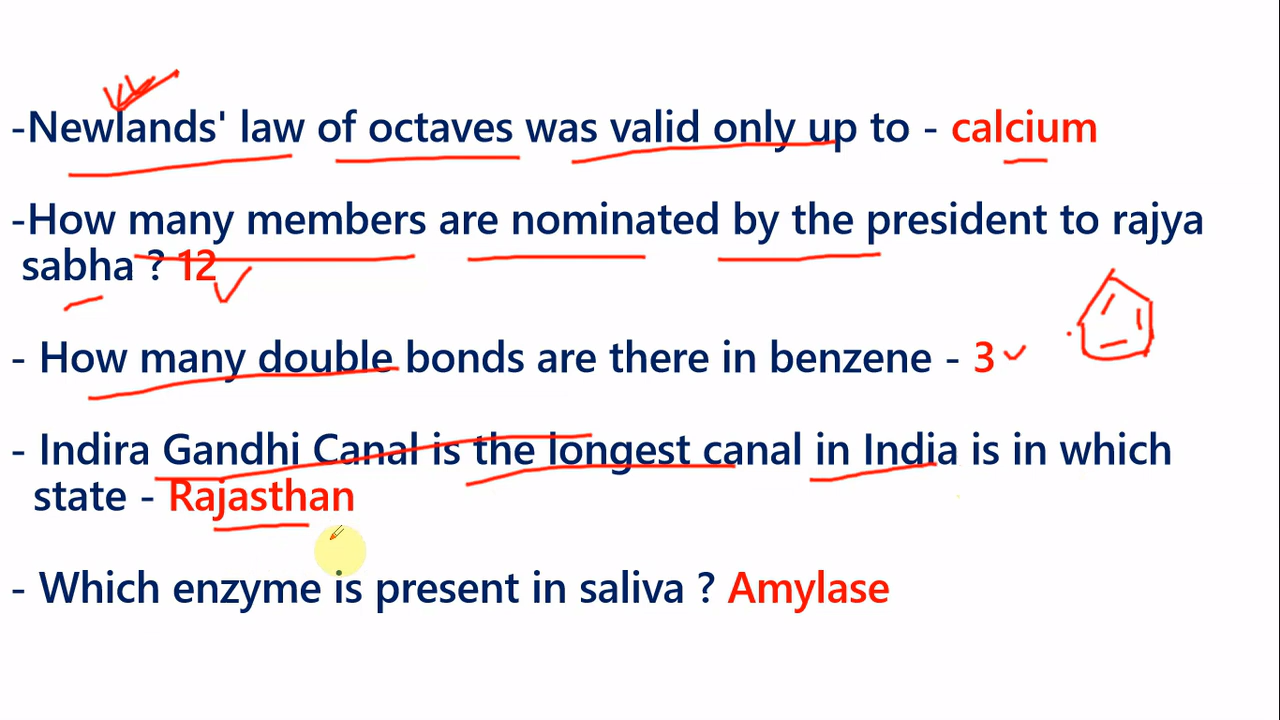 -Newlands' law of octaves was valid only up to - calcium
-How many members are nominated by the president to rajya
sabha ? 12
- How many double bonds are there in benzene - 3
- Indira Gandhi Canal is the longest canal in India is in which
state - Rajasthan
- Which enzyme is present in saliva ? Amylase